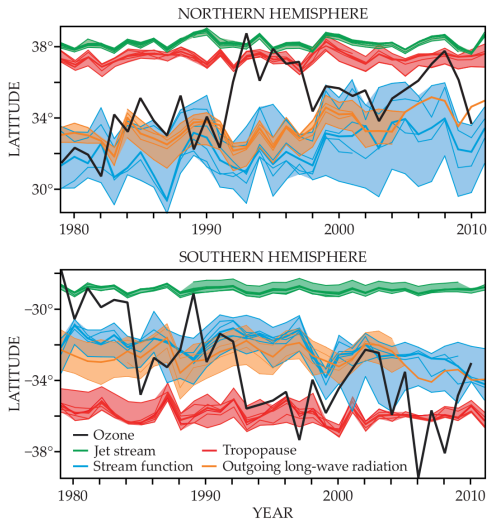 NORTHERN HEMISPHERE
38°
34°
30°
LATITUDE
1980 1990 2000 2010
SOUTHERN HEMISPHERE
−30°
−34°
−38°
LATITUDE
Ozone
Jet stream Tropopause
Stream function Outgoing long-wave radiation
1980 1990 2000 2010
YEAR